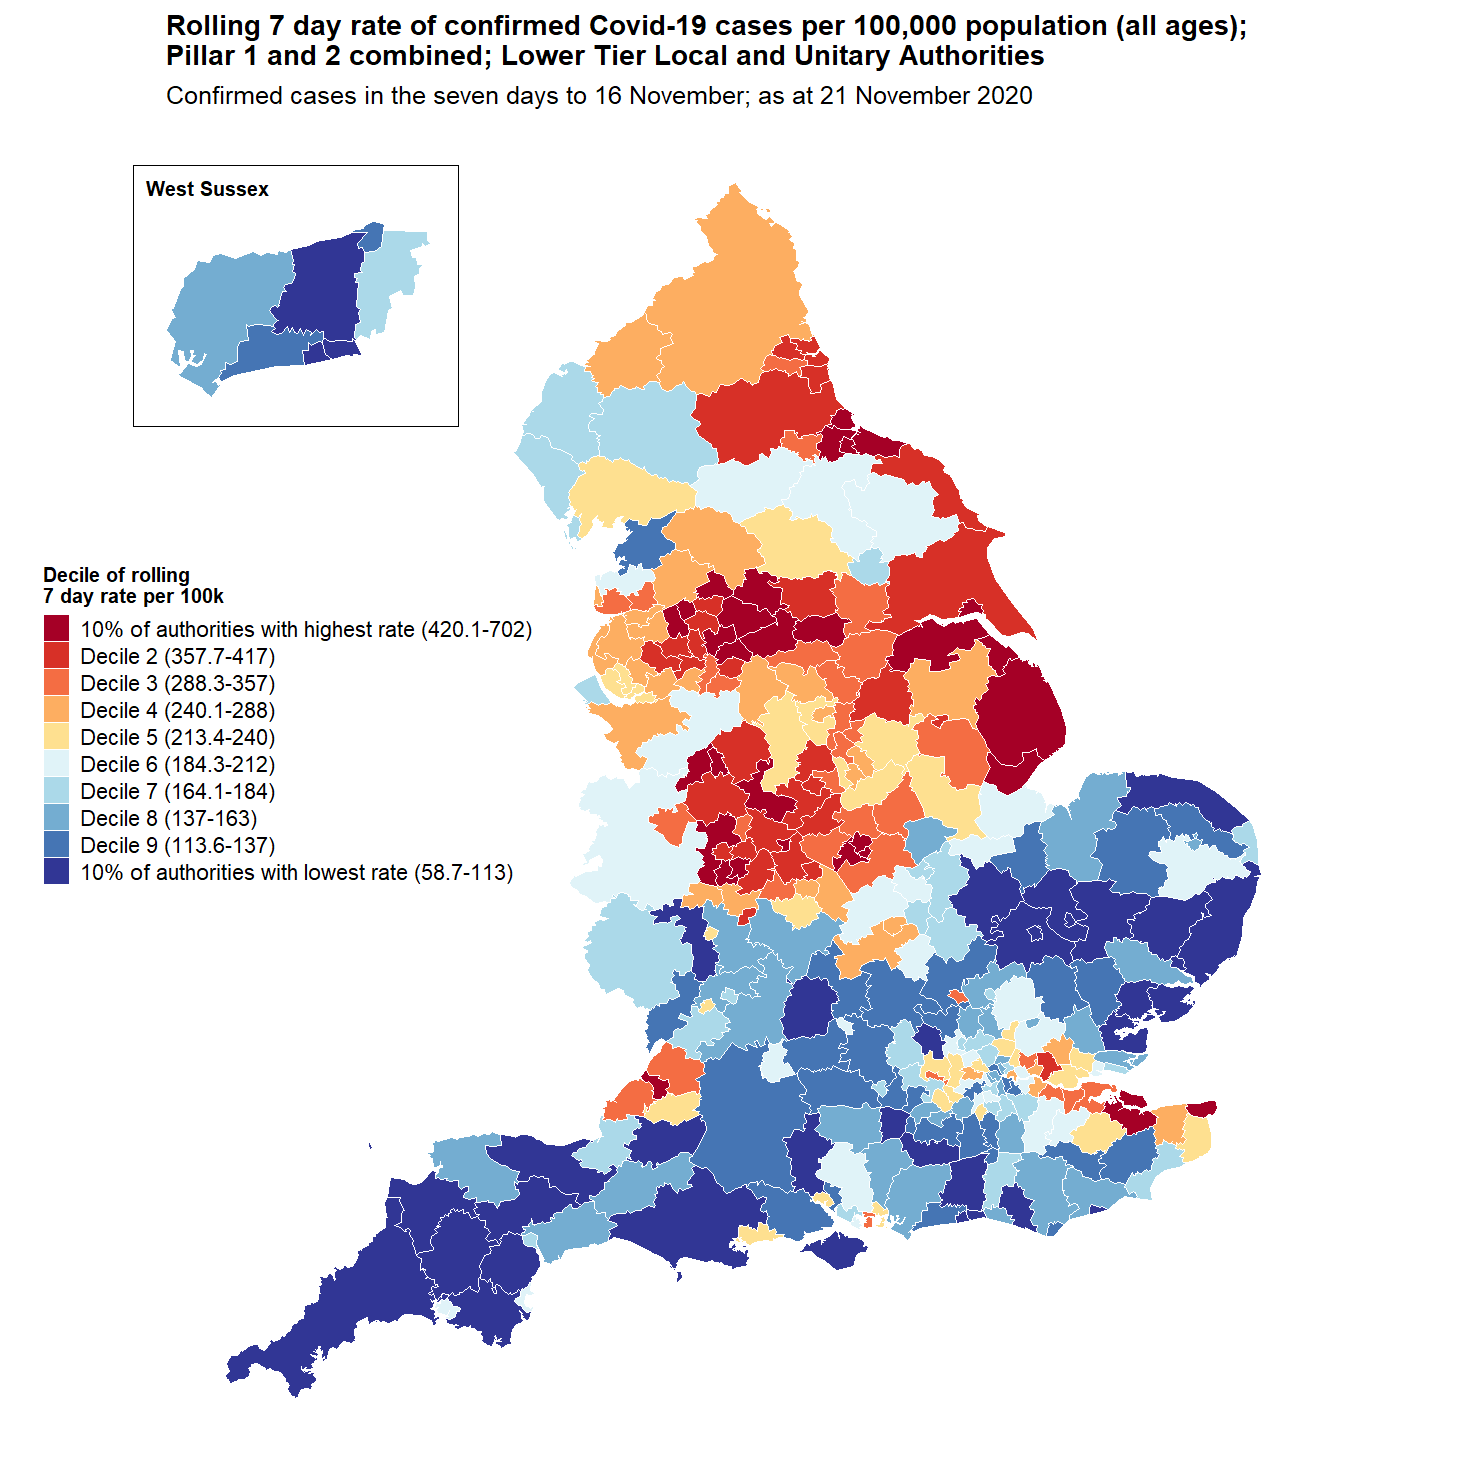 Rolling 7 day rate of confirmed Covid-19 cases per 100,000 population (all ages);
Pillar 1 and 2 combined; Lower Tier Local and Unitary Authorities
Confirmed cases in the seven days to 16 November; as at 21 November 2020
West Sussex
Decile of rolling
7 day rate per 100k
10% of authorities with highest rate (420.1-702)
Decile 2 (357.7-417)
Decile 3 (288.3-357)
Decile 4 (240.1-288)
Decile 5 (213.4-240)
Decile 6 (184.3-212)
Decile 7 (164.1-184)
Decile 8 (137-163)
Decile 9 (113.6-137)
10% of authorities with lowest rate (58.7-113)